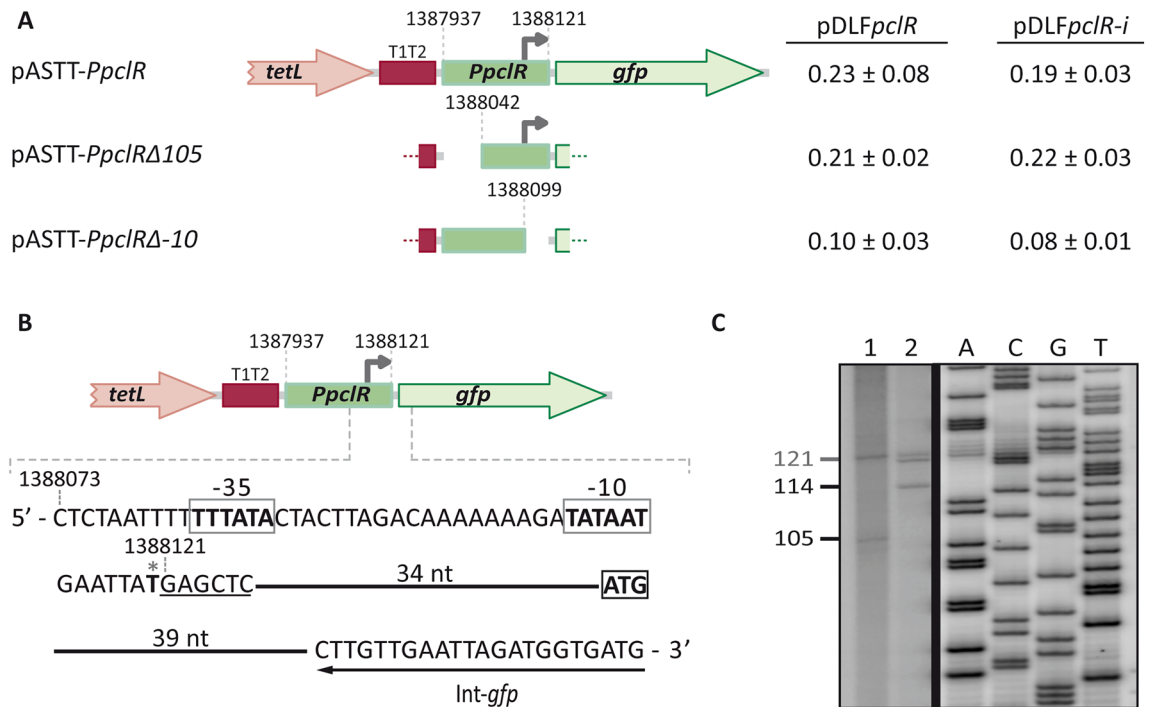 A
1387937 1388121 pDLFpclR pDLFpclR-i
T1T2
pASTT-PpclR tetL PpclR gfp 0.23 ± 0.08 0.19 ± 0.03
1388042
pASTT-PpclRΔ105 0.21 ± 0.02 0.22 ± 0.03
1388099
pASTT-PpclRΔ-10 0.10 ± 0.03 0.08 ± 0.01
B
1387937 1388121
T1T2
tetL PpclR gfp
1388073
-35 -10
5’ - CTCTAATTTTTTTATACTACTTAGACAAAAAAAGATATAAT
1388121
*
GAATTATGAGCTC 34 nt ATG
39 nt CTTGTTGAATTAGATGGTGATG - 3’
Int-gfp
C
1 2 A C G T
121
114
105